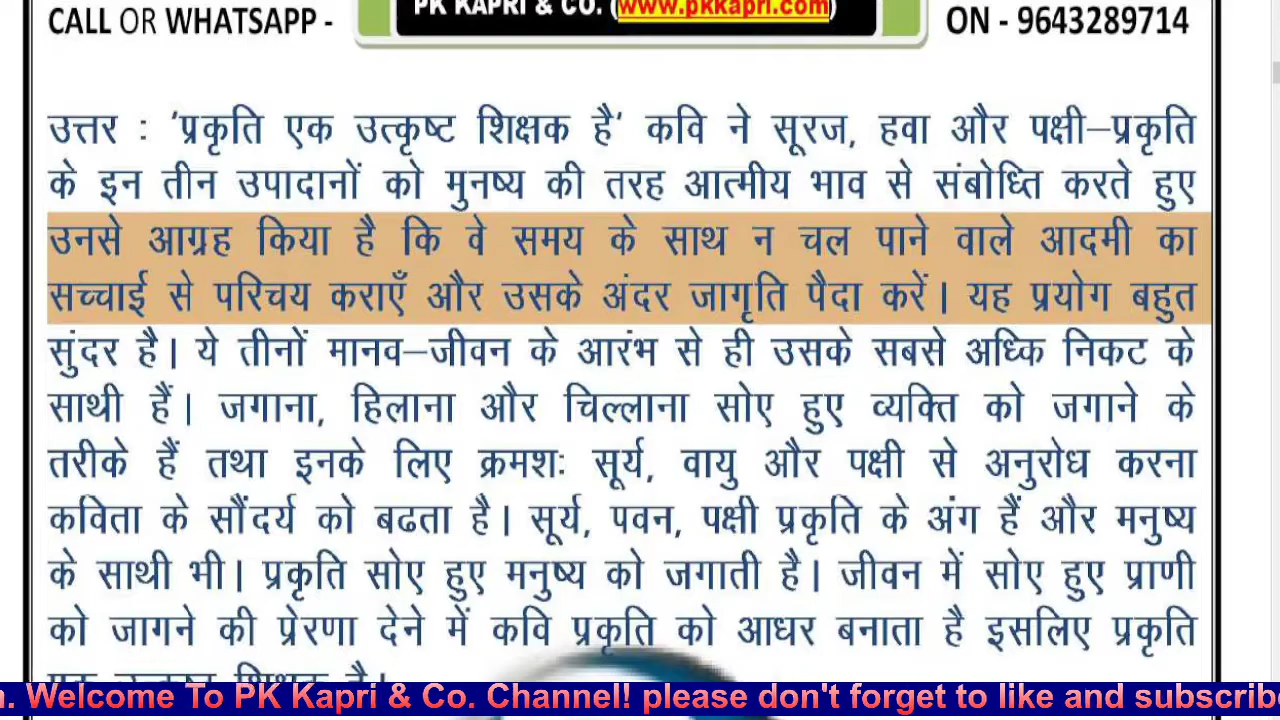 PK KAPRI & CO. (www.pkkapri.com)
CALL OR WHATSAPP - ON - 9643289714
उत्तर : 'प्रकृति एक उत्कृष्ट शिक्षक है' कवि ने सूरज, हवा और पक्षी–प्रकृति
के इन तीन उपादानों को मुनष्य की तरह आत्मीय भाव से संबोध्ति करते हुए
उनसे आग्रह किया है कि वे समय के साथ न चल पाने वाले आदमी का
सच्चाई से परिचय कराएँ और उसके अंदर जागृति पैदा करें। यह प्रयोग बहुत
सुंदर है। ये तीनों मानव–जीवन के आरंभ से ही उसके सबसे अध्कि निकट के
साथी हैं। जगाना, हिलाना और चिल्लाना सोए हुए व्यक्ति को जगाने के
तरीके हैं तथा इनके लिए क्रमशः सूर्य, वायु और पक्षी से अनुरोध करना
कविता के सौंदर्य को बढता है। सूर्य, पवन, पक्षी प्रकृति के अंग हैं और मनुष्य
के साथी भी। प्रकृति सोए हुए मनुष्य को जगाती है। जीवन में सोए हुए प्राणी
को जागने की प्रेरणा देने में कवि प्रकृति को आधर बनाता है इसलिए प्रकृति
एक उत्कृष्ट शिक्षक है।
Welcome To PK Kapri & Co. Channel! please don't forget to like and subscribe